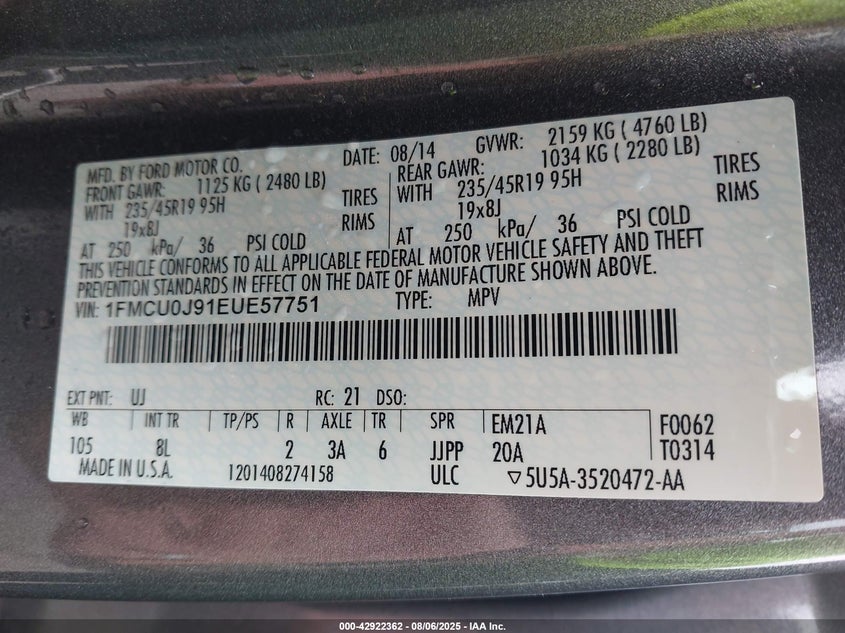 MFD. BY FORD MOTOR CO. DATE: 08/14 GVWR: 2159 KG ( 4760 LB)
FRONT GAWR: 1125 KG ( 2480 LB) REAR GAWR: 1034 KG ( 2280 LB)
WITH 235/45R19 95H TIRES WITH 235/45R19 95H TIRES
19x8J RIMS 19x8J RIMS
AT 250 kPa/ 36 PSI COLD AT 250 kPa/ 36 PSI COLD
THIS VEHICLE CONFORMS TO ALL APPLICABLE FEDERAL MOTOR VEHICLE SAFETY AND THEFT
PREVENTION STANDARDS IN EFFECT ON THE DATE OF MANUFACTURE SHOWN ABOVE.
VIN: 1FMCU0J91EUE57751 TYPE: MPV
EXT PNT: UJ RC: 21 DSO:
WB INT TR TP/PS R AXLE TR SPR EM21A F0062
105 8L 2 3A 6 JJPP 20A T0314
MADE IN U.S.A. 1201408274158 ULC ▽5U5A-3520472-AA
000-42922362 - 08/06/2025 - IAA Inc.